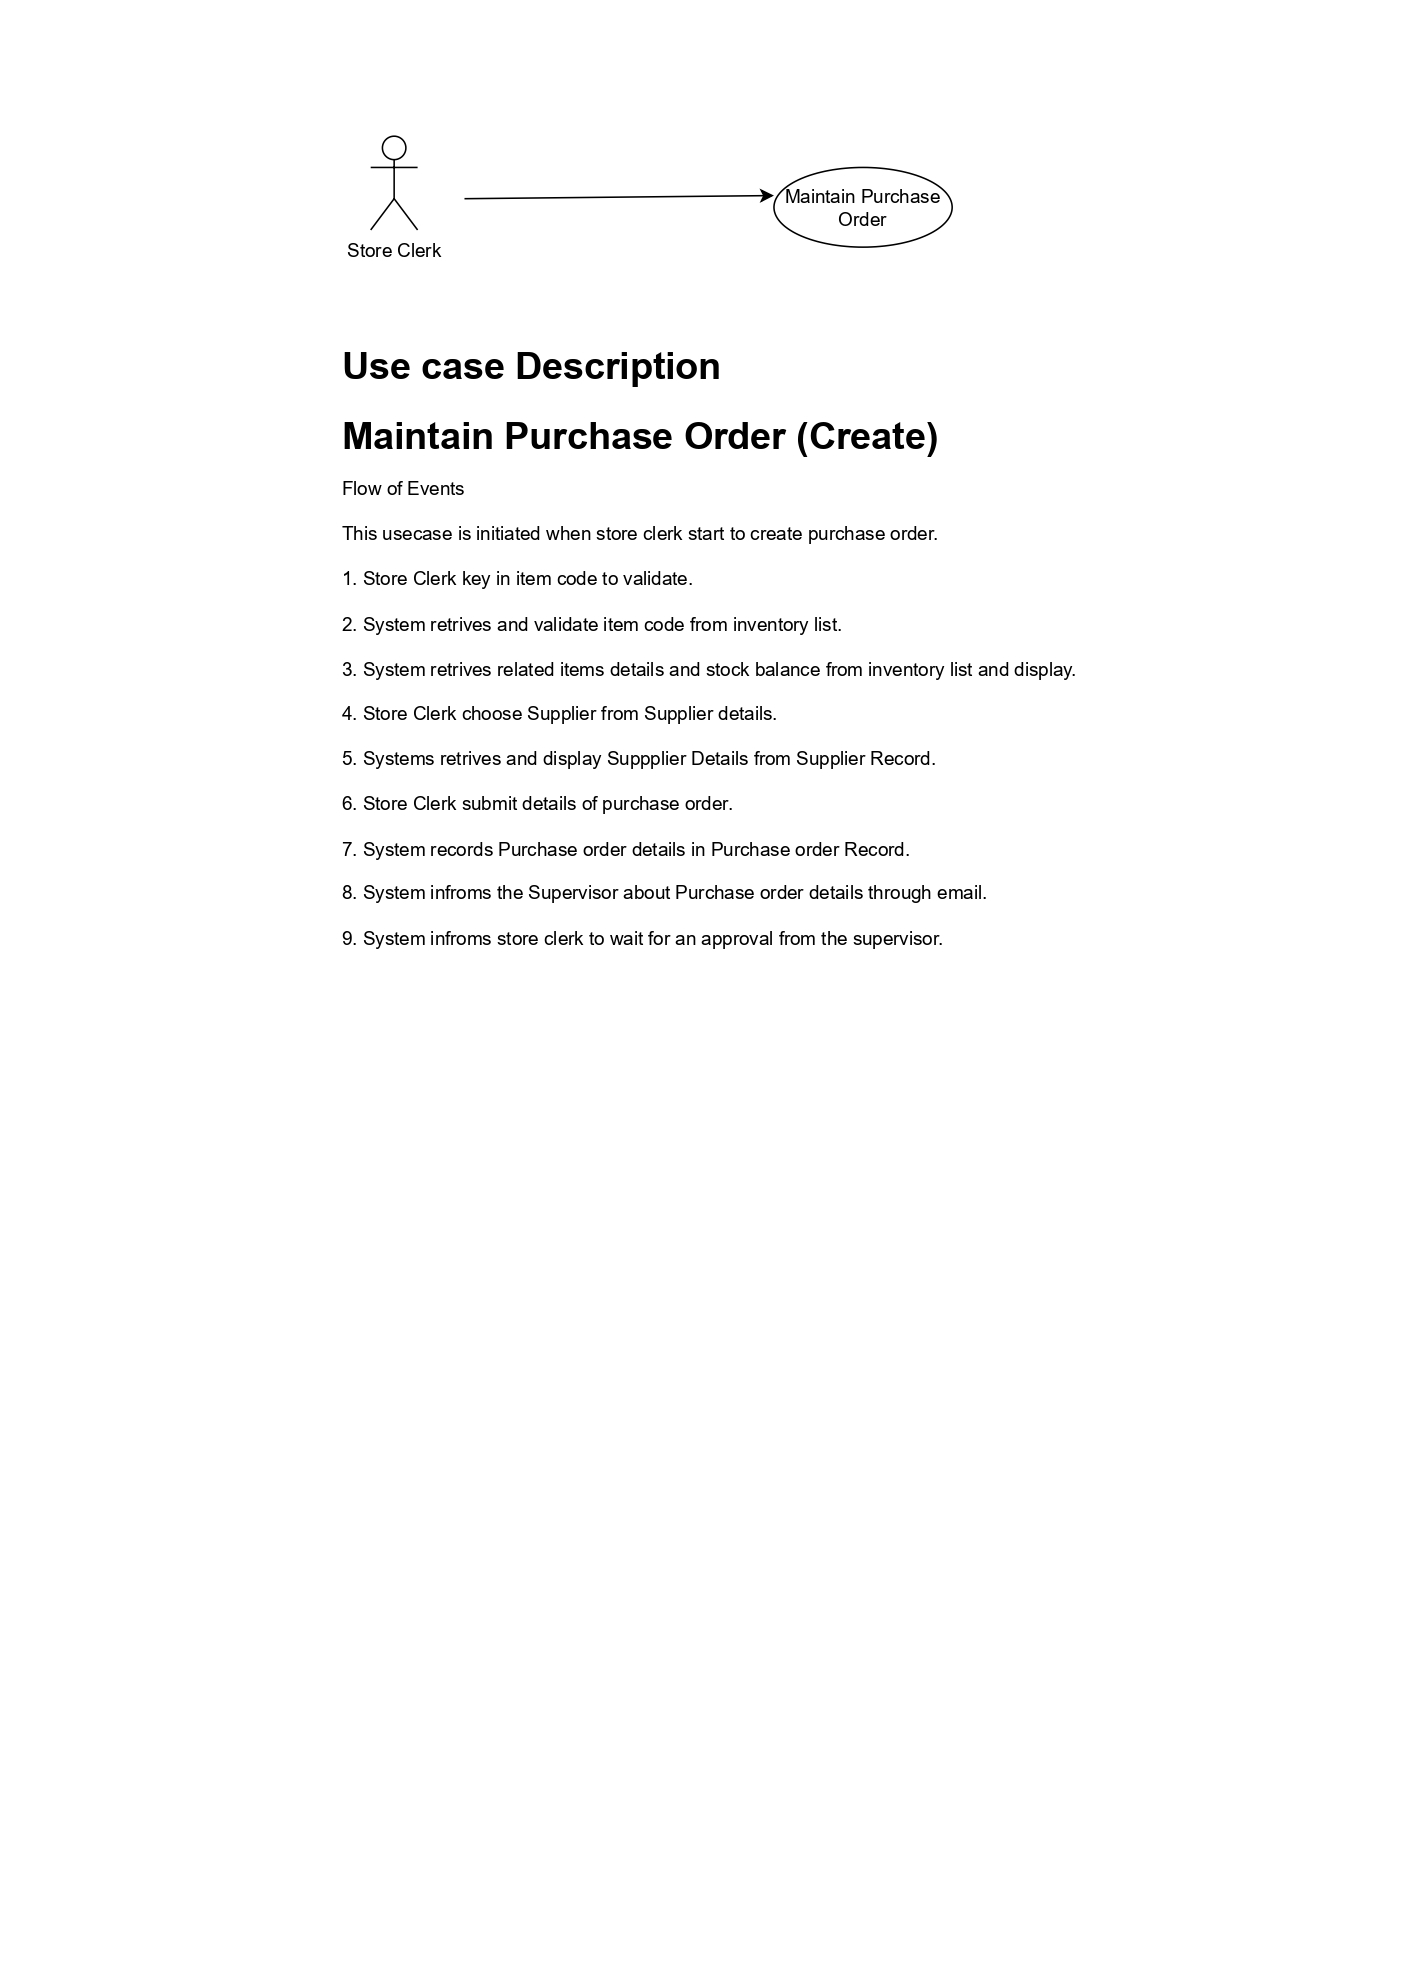 Store Clerk
Maintain Purchase
Order
Use case Description
Maintain Purchase Order (Create)
Flow of Events
This usecase is initiated when store clerk start to create purchase order.
1. Store Clerk key in item code to validate.
2. System retrives and validate item code from inventory list.
3. System retrives related items details and stock balance from inventory list and display.
4. Store Clerk choose Supplier from Supplier details.
5. Systems retrives and display Suppplier Details from Supplier Record.
6. Store Clerk submit details of purchase order.
7. System records Purchase order details in Purchase order Record.
8. System infroms the Supervisor about Purchase order details through email.
9. System infroms store clerk to wait for an approval from the supervisor.